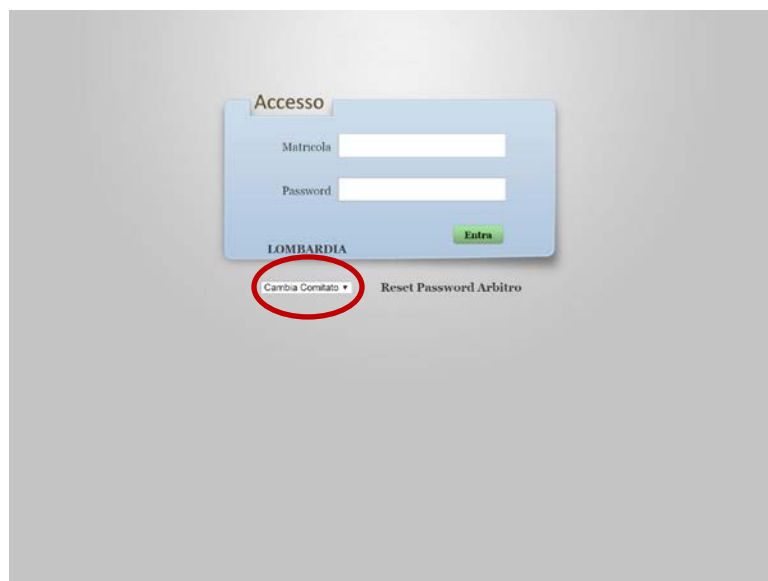 Accesso
Matricola
Password
Entra
LOMBARDIA
Cambia Comitato
Reset Password Arbitro